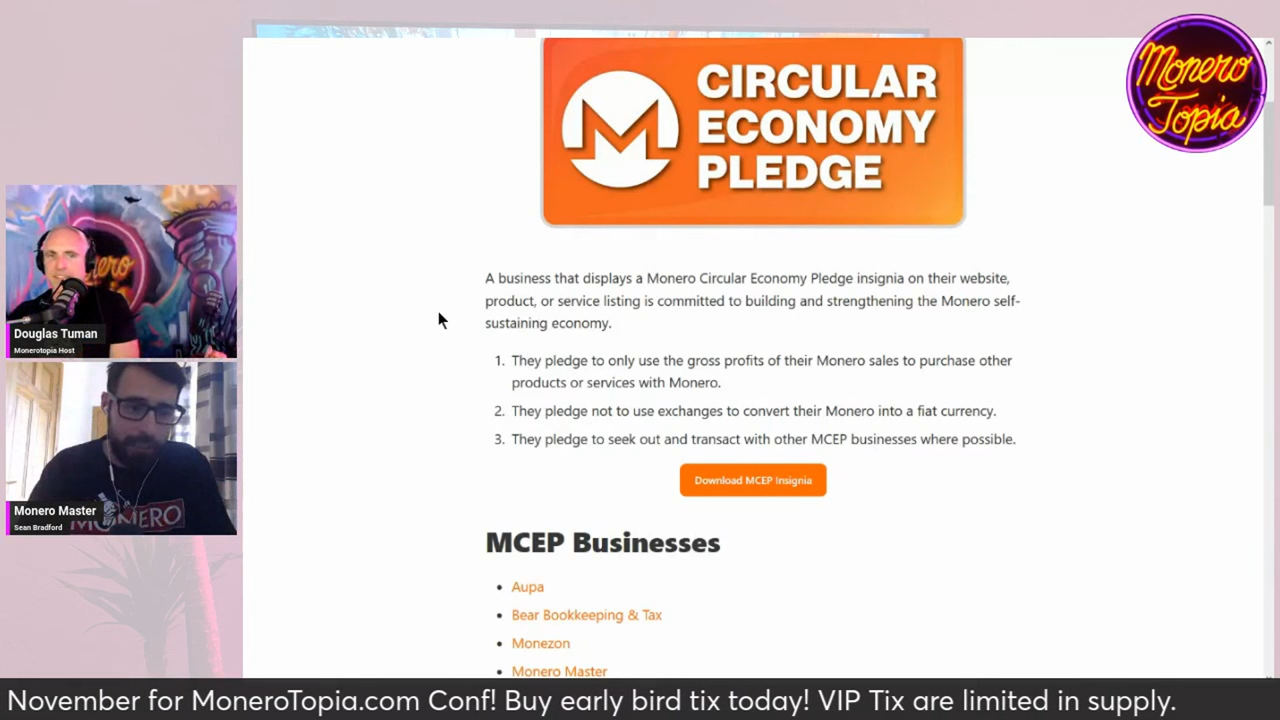 Monero
Topia
CIRCULAR
ECONOMY
PLEDGE
A business that displays a Monero Circular Economy Pledge insignia on their website,
product, or service listing is committed to building and strengthening the Monero self-
sustaining economy.
1. They pledge to only use the gross profits of their Monero sales to purchase other
products or services with Monero.
2. They pledge not to use exchanges to convert their Monero into a fiat currency.
3. They pledge to seek out and transact with other MCEP businesses where possible.
Download MCEP Insignia
MCEP Businesses
• Aupa
• Bear Bookkeeping & Tax
• Monezon
• Monero Master
Douglas Tuman
Monerotopia Host
Monero Master
Sean Bradford
November for MoneroTopia.com Conf! Buy early bird tix today! VIP Tix are limited in supply.